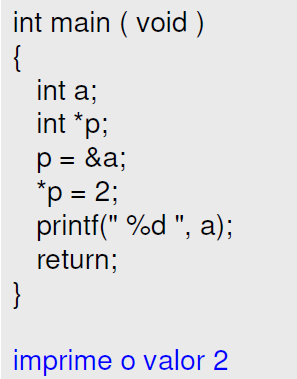 int main ( void )
{
int a;
int *p;
p = &a;
*p = 2;
printf(" %d ", a);
return;
}
imprime o valor 2